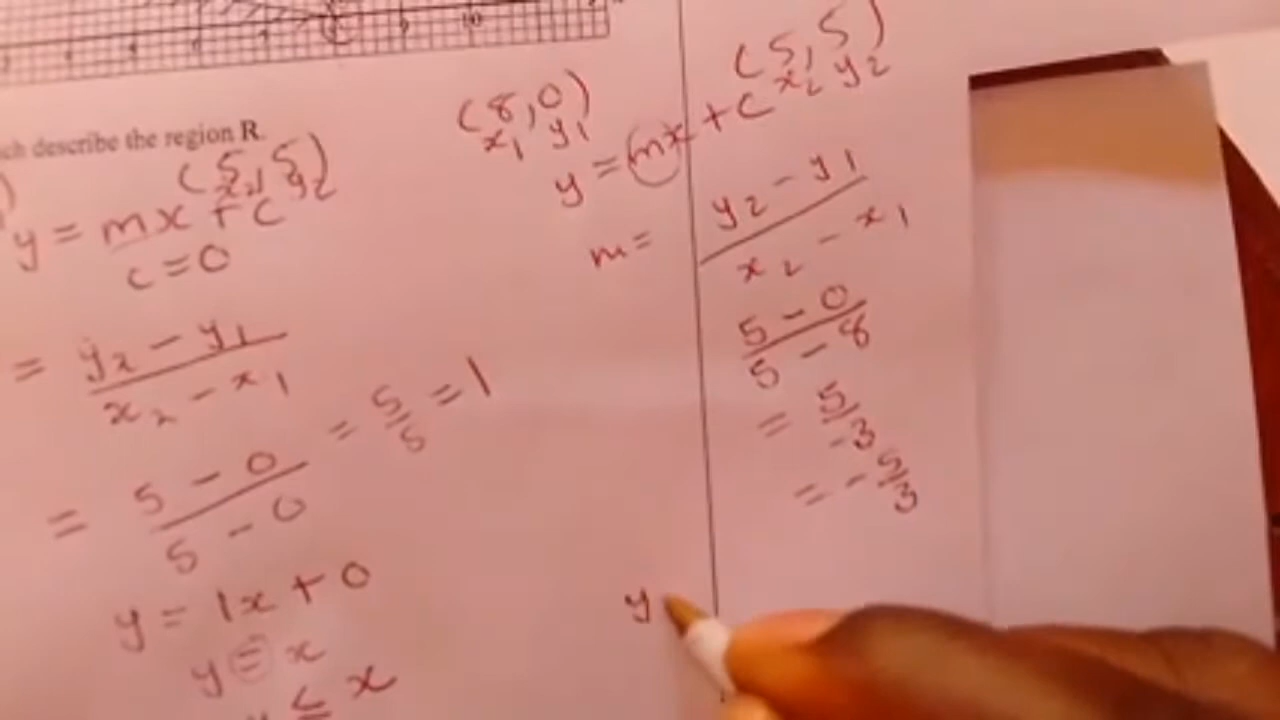 10
ch describe the region R.
(5, 5)
x2, y2
y = mx + c
c = 0
= y2 - y1 / x2 - x1
= 5 - 0 / 5 - 0 = 5/5 = 1
y = 1x + 0
y = x
≤ x
(8, 0)
x1 y1
(5, 5)
x2 y2
y = mx + c
m = y2 - y1 / x2 - x1
5 - 0 / 5 - 8
= 5/-3
= -5/3
y